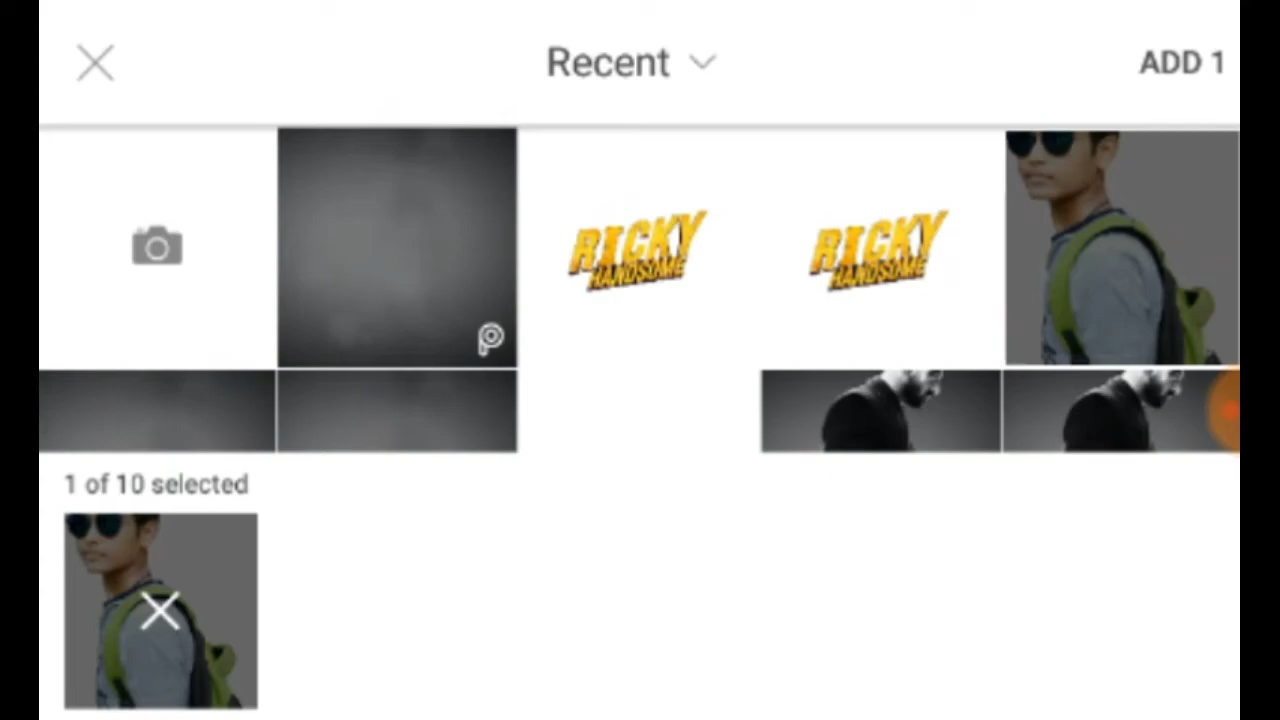 Recent
ADD 1
RICKY
HANDSOME
RICKY
HANDSOME
1 of 10 selected